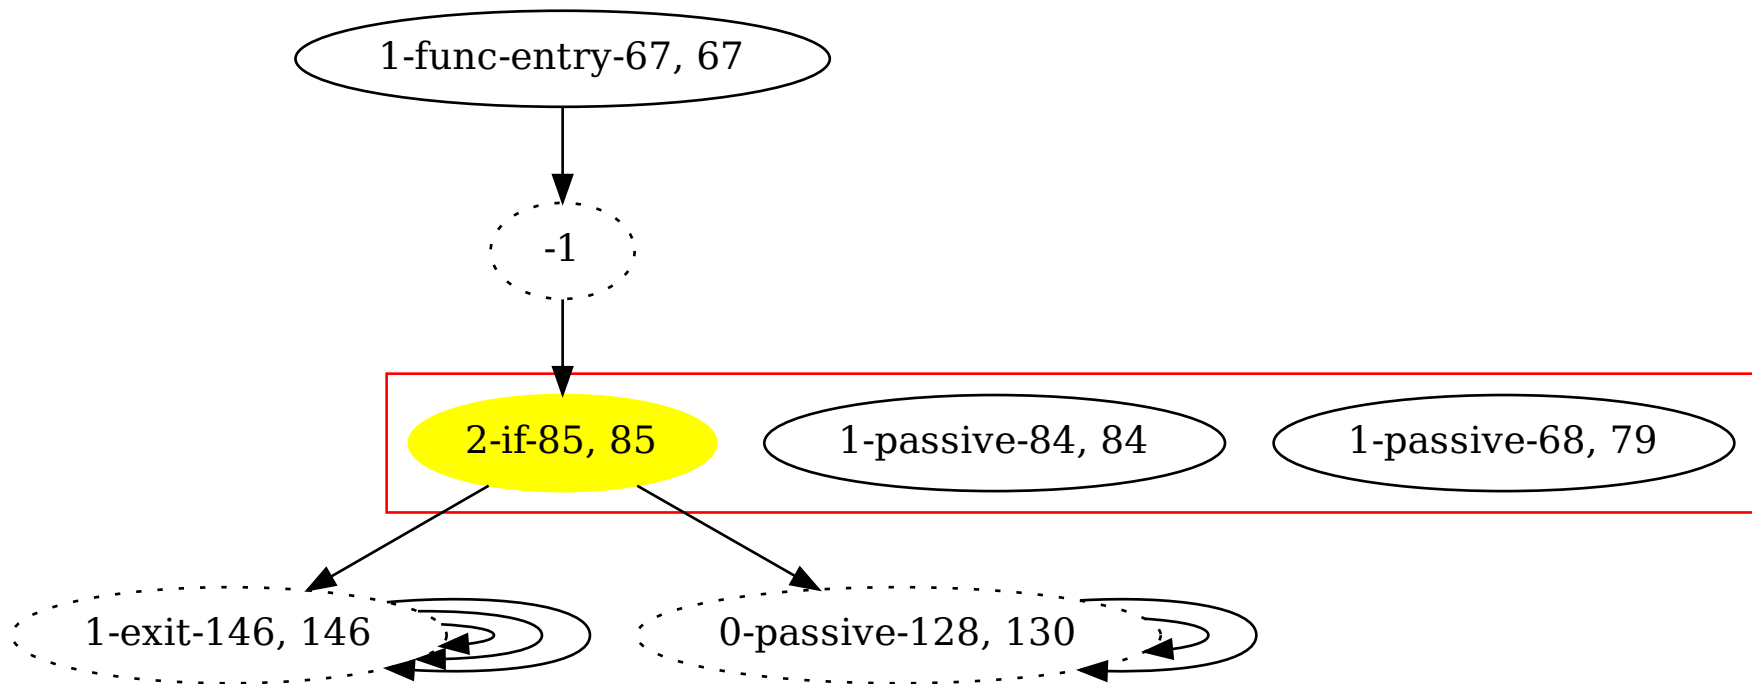 1-func-entry-67, 67
-1
2-if-85, 85
1-passive-84, 84
1-passive-68, 79
1-exit-146, 146
0-passive-128, 130